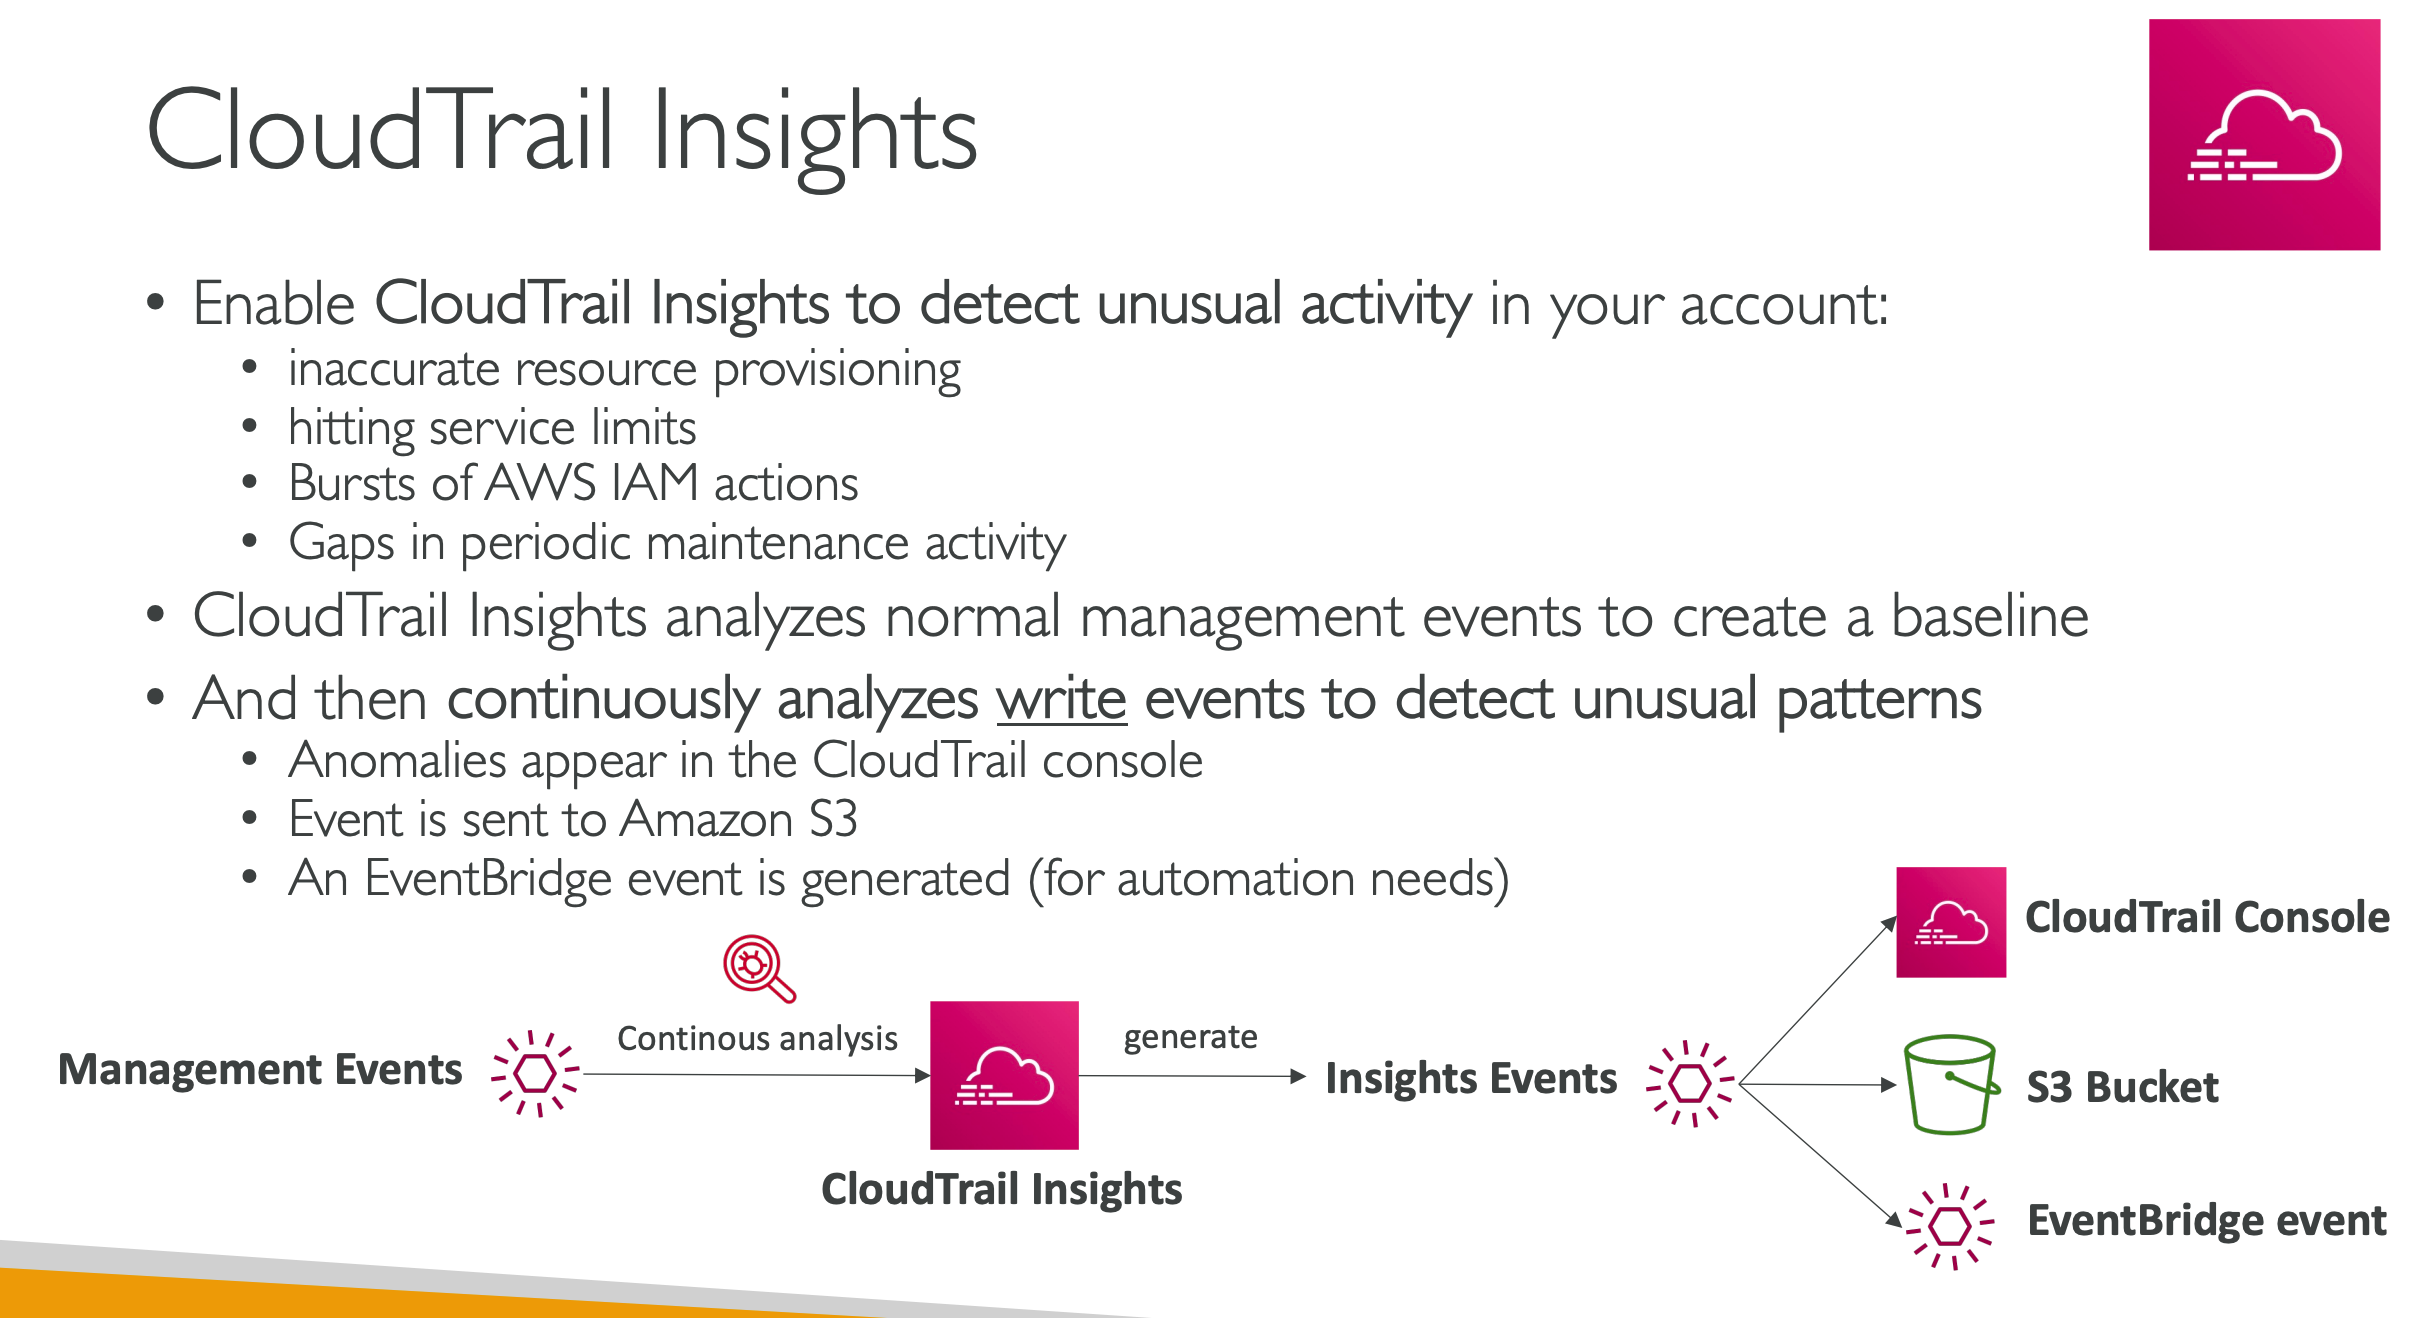 CloudTrail Insights
• Enable CloudTrail Insights to detect unusual activity in your account:
• inaccurate resource provisioning
• hitting service limits
• Bursts of AWS IAM actions
• Gaps in periodic maintenance activity
• CloudTrail Insights analyzes normal management events to create a baseline
• And then continuously analyzes write events to detect unusual patterns
• Anomalies appear in the CloudTrail console
• Event is sent to Amazon S3
• An EventBridge event is generated (for automation needs)
Management Events
Continous analysis
CloudTrail Insights
generate
Insights Events
CloudTrail Console
S3 Bucket
EventBridge event